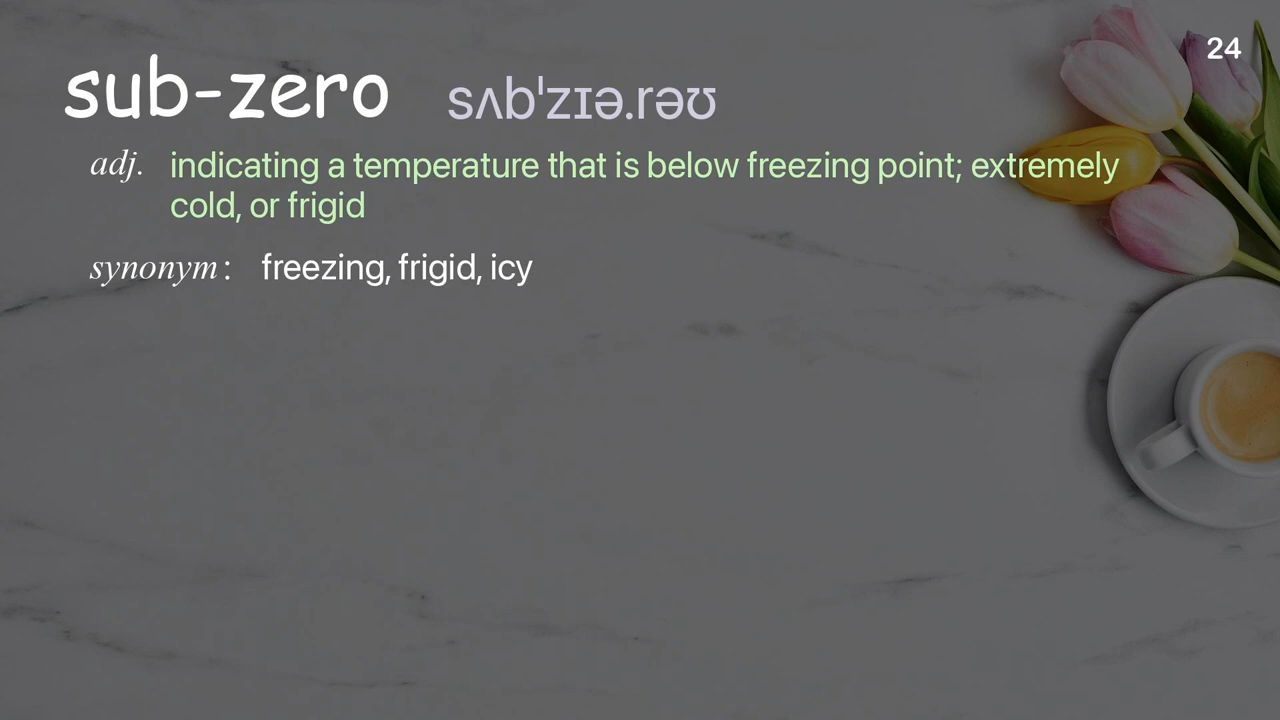 24
sub-zero sʌbˈzɪə.rəʊ
adj. indicating a temperature that is below freezing point; extremely
cold, or frigid
synonym: freezing, frigid, icy